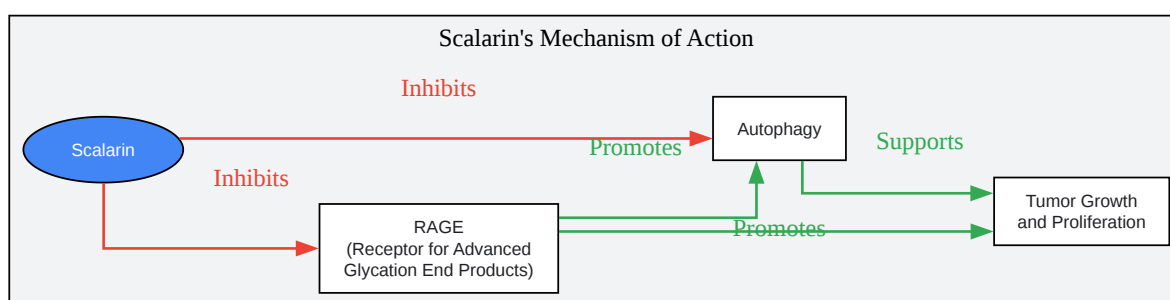 Scalarin's Mechanism of Action
Inhibits
Autophagy
Scalarin
Promotes
Supports
Inhibits
RAGE
(Receptor for Advanced
Glycation End Products)
Promotes
Tumor Growth
and Proliferation